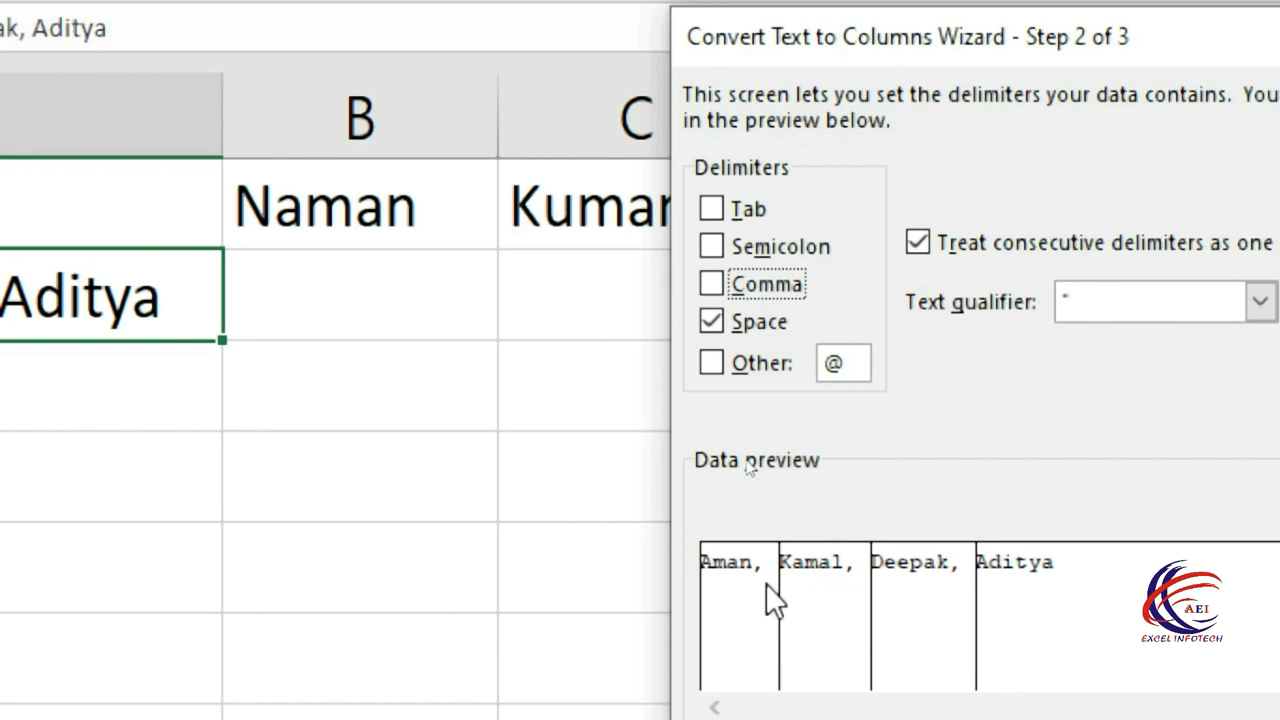 ak, Aditya
B
C
Naman
Kumar
Aditya
Convert Text to Columns Wizard - Step 2 of 3
This screen lets you set the delimiters your data contains. You
in the preview below.
Delimiters
Tab
Semicolon
Comma
Space
Other: @
Treat consecutive delimiters as one
Text qualifier: "
Data preview
Aman, Kamal, Deepak, Aditya
AEI
EXCEL INFOTECH